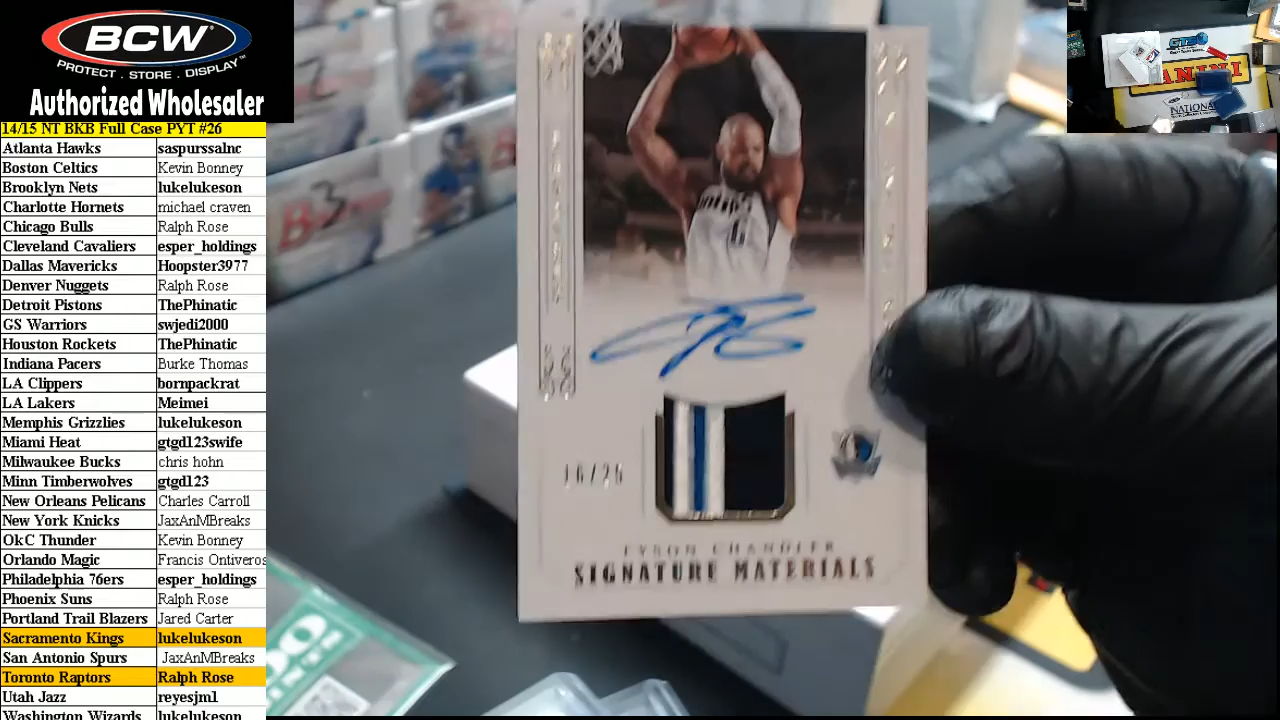 BCW™
PROTECT . STORE . DISPLAY™
Authorized Wholesaler
14/15 NT BKB Full Case PYT #26
Atlanta Hawks saspurssalnc
Boston Celtics Kevin Bonney
Brooklyn Nets lukelukeson
Charlotte Hornets michael craven
Chicago Bulls Ralph Rose
Cleveland Cavaliers esper_holdings
Dallas Mavericks Hoopster3977
Denver Nuggets Ralph Rose
Detroit Pistons ThePhinatic
GS Warriors swjedi2000
Houston Rockets ThePhinatic
Indiana Pacers Burke Thomas
LA Clippers bornpackrat
LA Lakers Meimei
Memphis Grizzlies lukelukeson
Miami Heat gtgd123swife
Milwaukee Bucks chris hohn
Minn Timberwolves gtgd123
New Orleans Pelicans Charles Carroll
New York Knicks JaxAnMBreaks
OkC Thunder Kevin Bonney
Orlando Magic Francis Ontiveros
Philadelphia 76ers esper_holdings
Phoenix Suns Ralph Rose
Portland Trail Blazers Jared Carter
Sacramento Kings lukelukeson
San Antonio Spurs JaxAnMBreaks
Toronto Raptors Ralph Rose
Utah Jazz reyesjm1
Washington Wizards lukelukeson
3
16/25
TYSON CHANDLER
SIGNATURE MATERIALS
PANINI
NATIONAL